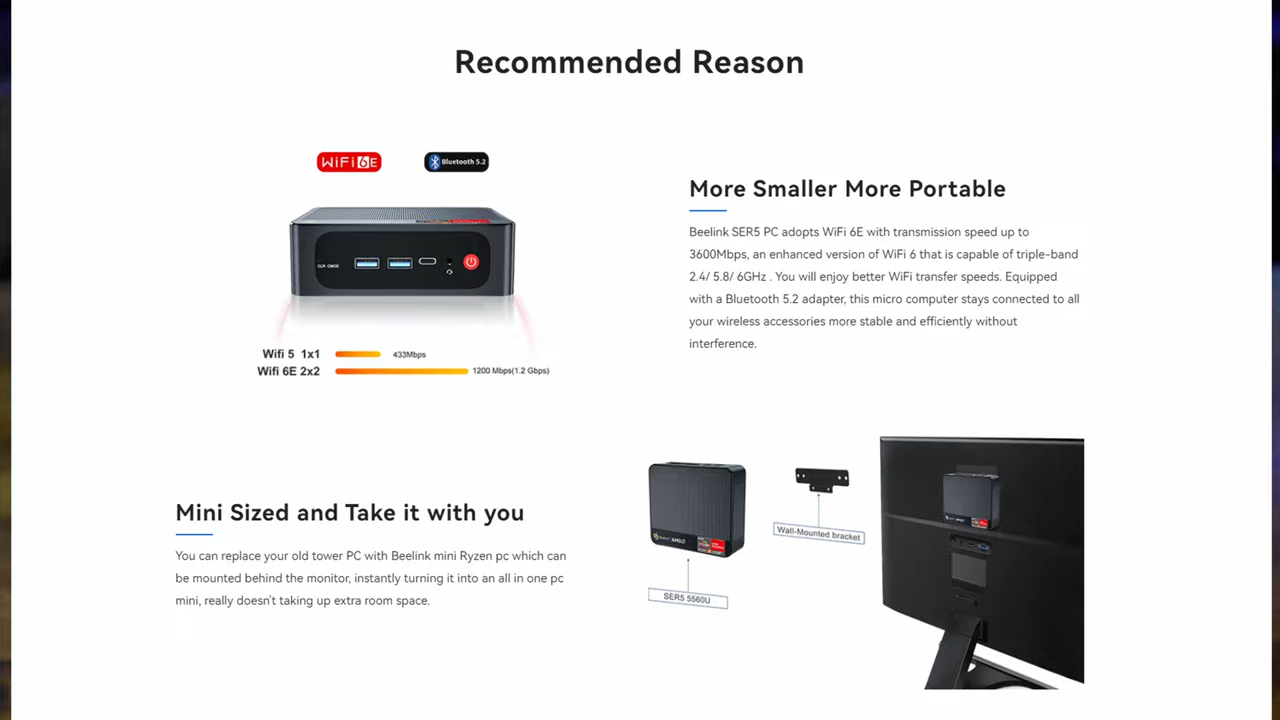 Recommended Reason
WiFi 6E
Bluetooth 5.2
CLR CMOS
Wifi 5 1x1 433Mbps
Wifi 6E 2x2 1200 Mbps(1.2 Gbps)
More Smaller More Portable
Beelink SER5 PC adopts WiFi 6E with transmission speed up to
3600Mbps, an enhanced version of WiFi 6 that is capable of triple-band
2.4/ 5.8/ 6GHz . You will enjoy better WiFi transfer speeds. Equipped
with a Bluetooth 5.2 adapter, this micro computer stays connected to all
your wireless accessories more stable and efficiently without
interference.
Mini Sized and Take it with you
You can replace your old tower PC with Beelink mini Ryzen pc which can
be mounted behind the monitor, instantly turning it into an all in one pc
mini, really doesn't taking up extra room space.
AMD
Wall-Mounted bracket
SER5 5560U